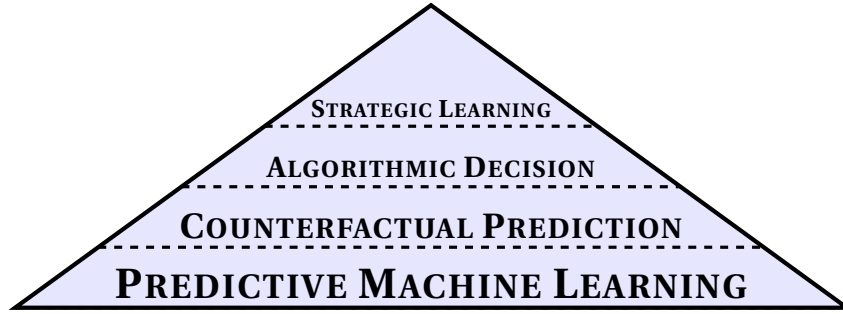 STRATEGIC LEARNING
ALGORITHMIC DECISION
COUNTERFACTUAL PREDICTION
PREDICTIVE MACHINE LEARNING